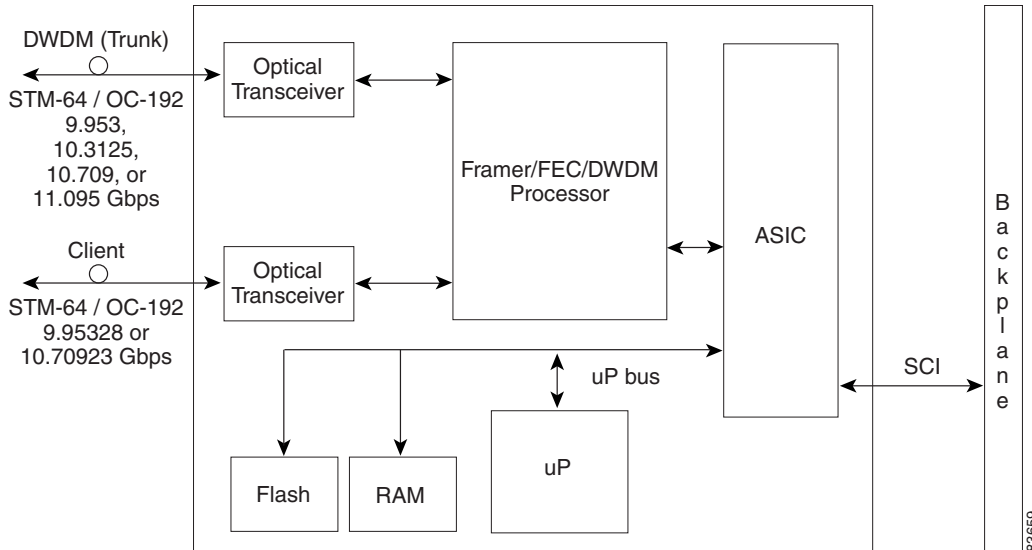 DWDM (Trunk)
STM-64 / OC-192
9.953,
10.3125,
10.709, or
11.095 Gbps
Optical
Transceiver
Framer/FEC/DWDM
Processor
ASIC
Client
STM-64 / OC-192
9.95328 or
10.70923 Gbps
Optical
Transceiver
uP bus
SCI
Flash
RAM
uP
Backplane